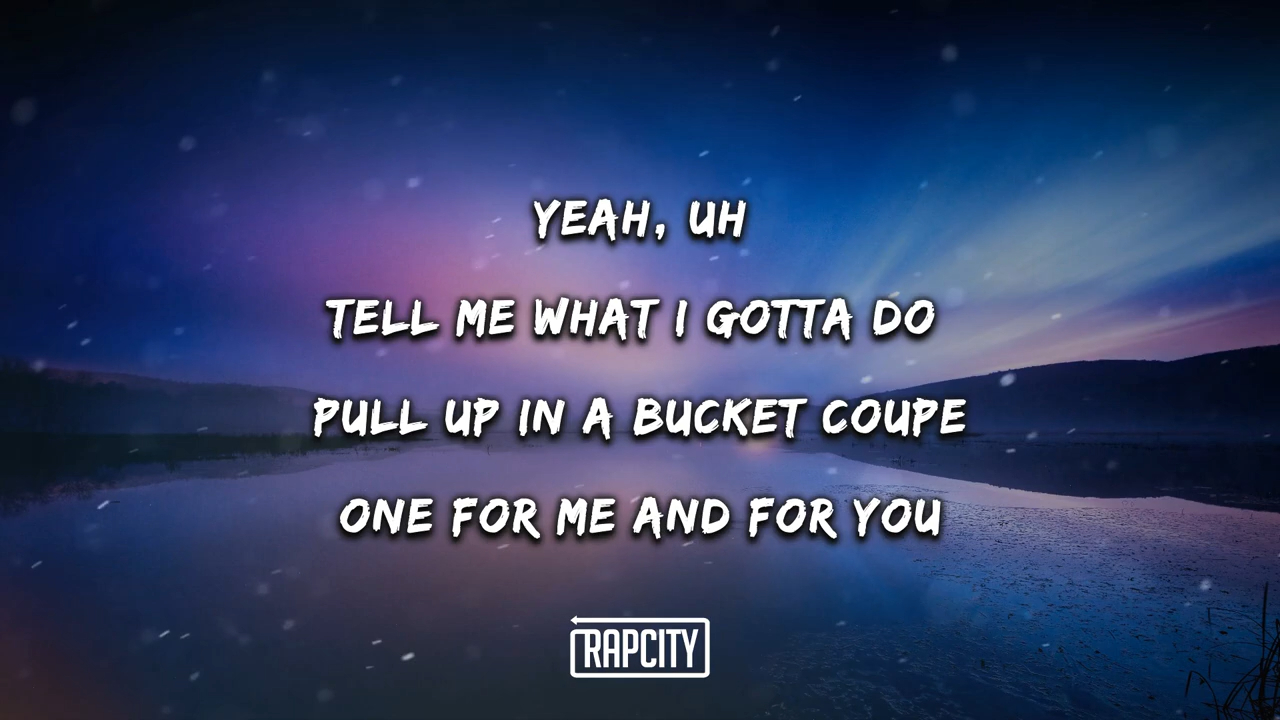 YEAH, UH
TELL ME WHAT I GOTTA DO
PULL UP IN A BUCKET COUPE
ONE FOR ME AND FOR YOU
RAPCITY